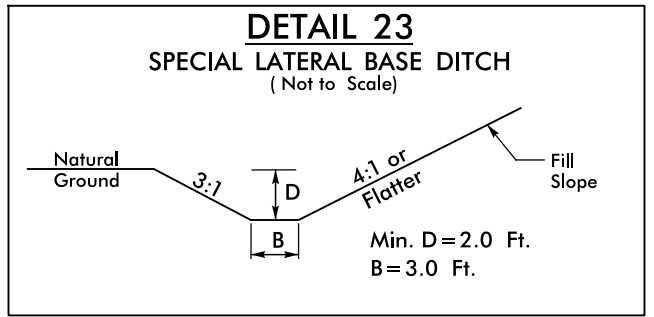 DETAIL 23
SPECIAL LATERAL BASE DITCH
( Not to Scale)
Natural
Ground
3:1
D
B
4:1 or
Flatter
Fill
Slope
Min. D=2.0 Ft.
B=3.0 Ft.